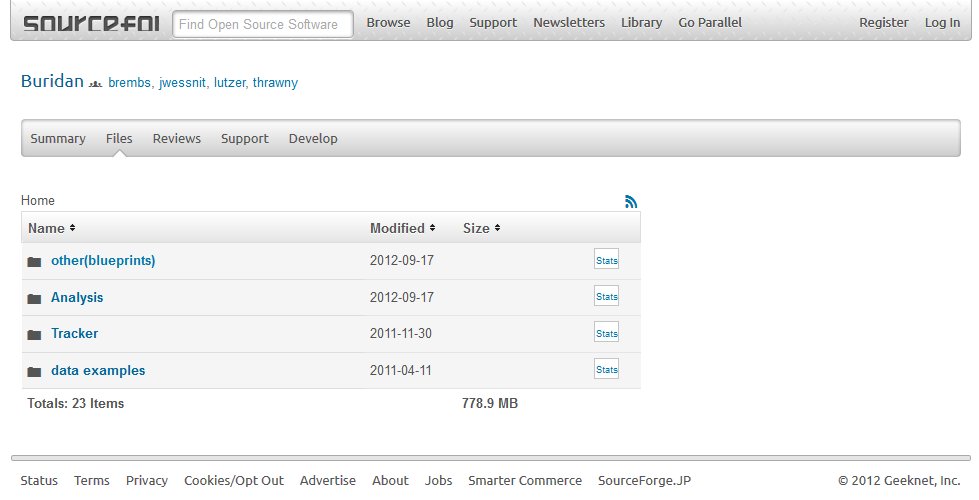 sourcefor Find Open Source Software Browse Blog Support Newsletters Library Go Parallel Register Log In
Buridan brembs, jwessnit, lutzer, thrawny
Summary Files Reviews Support Develop
Home
Name Modified Size
other(blueprints) 2012-09-17 Stats
Analysis 2012-09-17 Stats
Tracker 2011-11-30 Stats
data examples 2011-04-11 Stats
Totals: 23 Items 778.9 MB
Status Terms Privacy Cookies/Opt Out Advertise About Jobs Smarter Commerce SourceForge.JP © 2012 Geeknet, Inc.